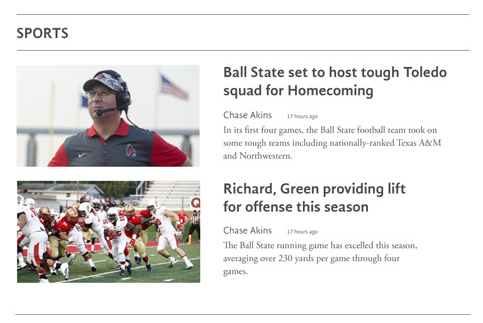 SPORTS
Ball State set to host tough Toledo
squad for Homecoming
Chase Akins 17 hours ago
In its first four games, the Ball State football team took on
some tough teams including nationally-ranked Texas A&M
and Northwestern.
Richard, Green providing lift
for offense this season
Chase Akins 17 hours ago
The Ball State running game has excelled this season,
averaging over 230 yards per game through four
games.